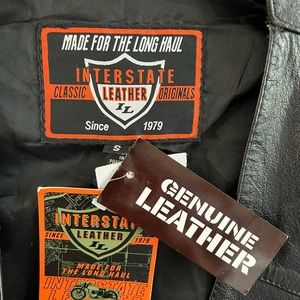 MADE FOR THE LONG HAUL
INTERSTATE
CLASSIC LEATHER ORIGINALS
IL
Since 1979
S
GENUINE
LEATHER
INTERSTATE
LEATHER
SINCE 1979
IL
MADE FOR
THE LONG HAUL
INTERSTATE